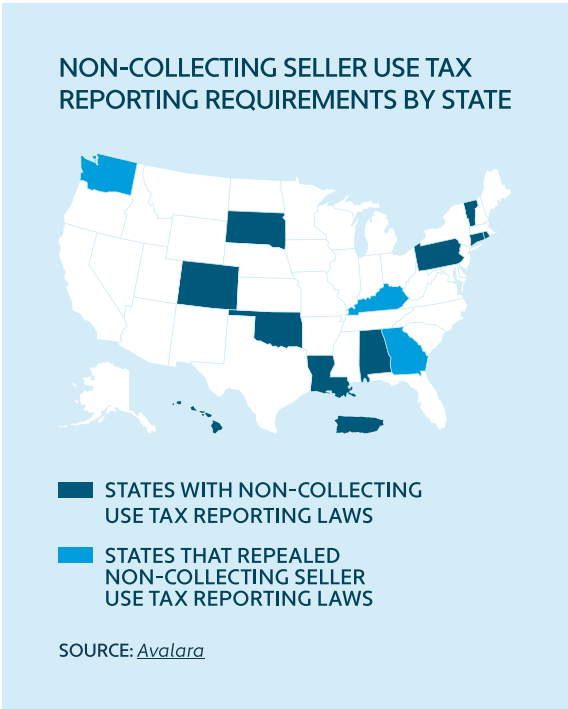 NON-COLLECTING SELLER USE TAX
REPORTING REQUIREMENTS BY STATE
STATES WITH NON-COLLECTING
USE TAX REPORTING LAWS
STATES THAT REPEALED
NON-COLLECTING SELLER
USE TAX REPORTING LAWS
SOURCE: Avalara